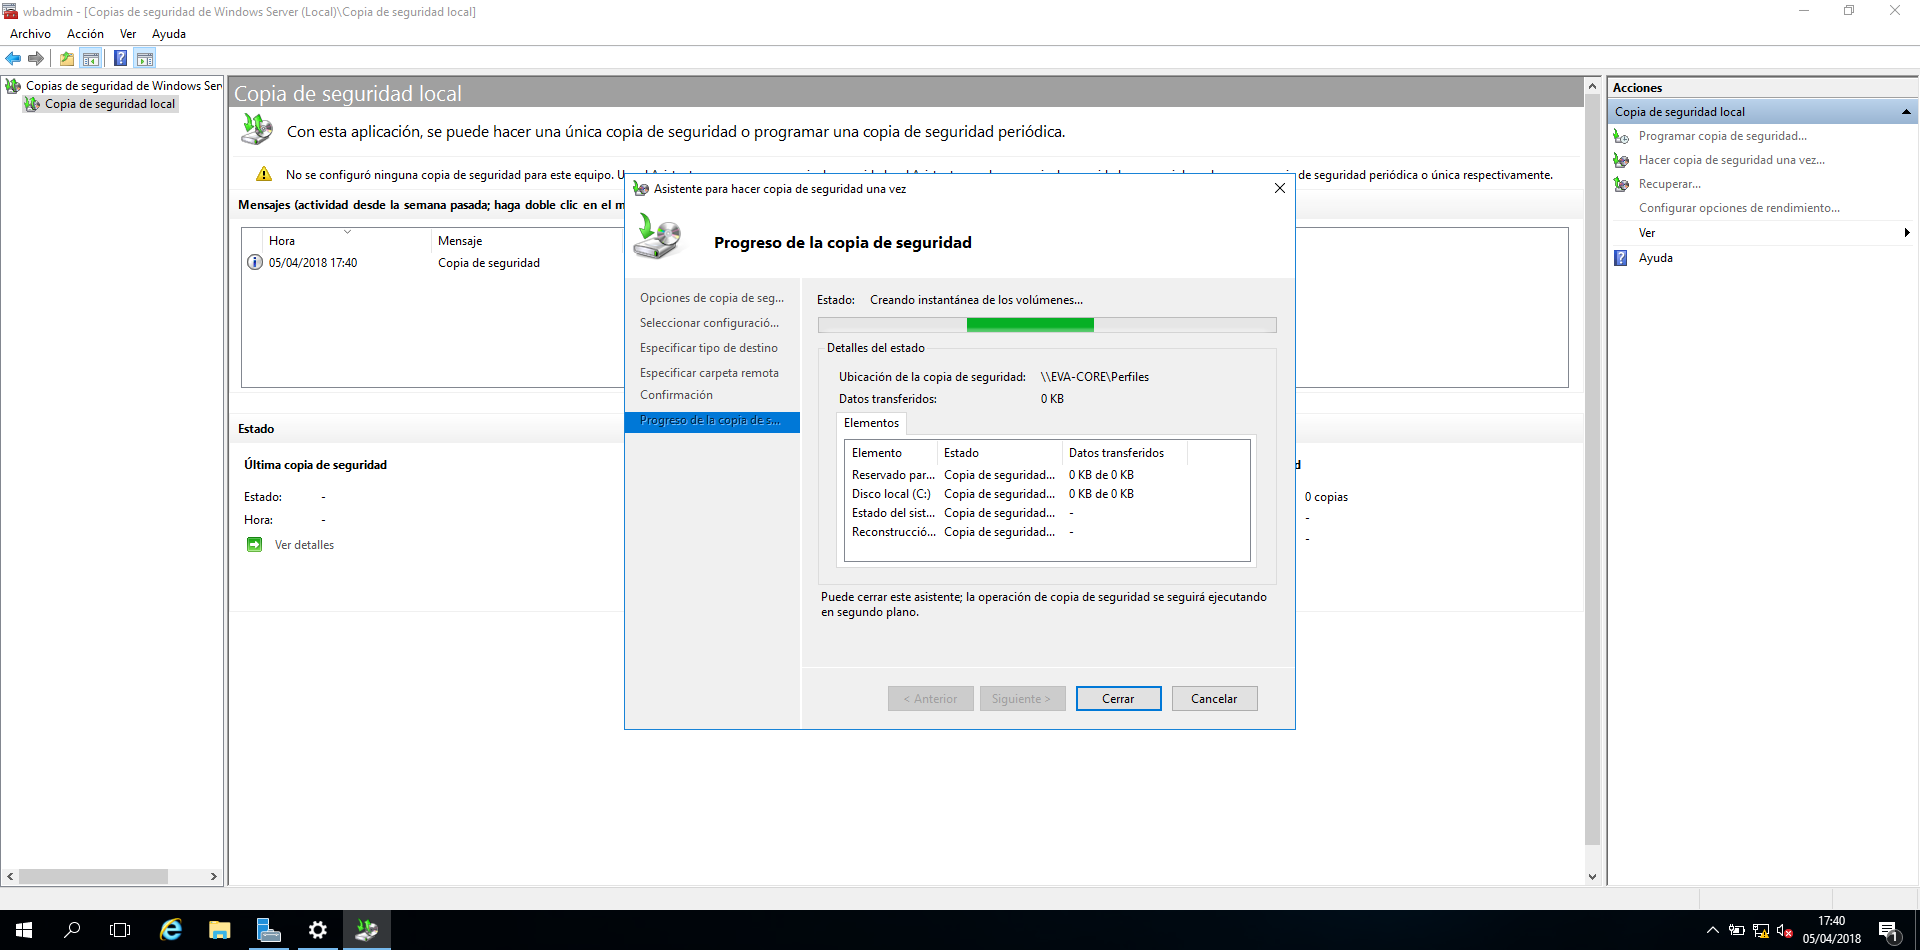 wbadmin - [Copias de seguridad de Windows Server (Local)\Copia de seguridad local]
Archivo Acción Ver Ayuda
Copias de seguridad de Windows Ser
Copia de seguridad local
Copia de seguridad local
Con esta aplicación, se puede hacer una única copia de seguridad o programar una copia de seguridad periódica.
No se configuró ninguna copia de seguridad para este equipo. U de seguridad periódica o única respectivamente.
Mensajes (actividad desde la semana pasada; haga doble clic en el m
Hora Mensaje
05/04/2018 17:40 Copia de seguridad
Estado
Última copia de seguridad
Estado: -
Hora: -
Ver detalles
d
0 copias
-
-
Asistente para hacer copia de seguridad una vez
Progreso de la copia de seguridad
Opciones de copia de seg...
Seleccionar configuració...
Especificar tipo de destino
Especificar carpeta remota
Confirmación
Progreso de la copia de s...
Estado: Creando instantánea de los volúmenes...
Detalles del estado
Ubicación de la copia de seguridad: \\EVA-CORE\Perfiles
Datos transferidos: 0 KB
Elementos
Elemento Estado Datos transferidos
Reservado par... Copia de seguridad... 0 KB de 0 KB
Disco local (C:) Copia de seguridad... 0 KB de 0 KB
Estado del sist... Copia de seguridad... -
Reconstrucció... Copia de seguridad... -
Puede cerrar este asistente; la operación de copia de seguridad se seguirá ejecutando
en segundo plano.
< Anterior Siguiente > Cerrar Cancelar
Acciones
Copia de seguridad local
Programar copia de seguridad...
Hacer copia de seguridad una vez...
Recuperar...
Configurar opciones de rendimiento...
Ver
Ayuda
17:40
05/04/2018
1